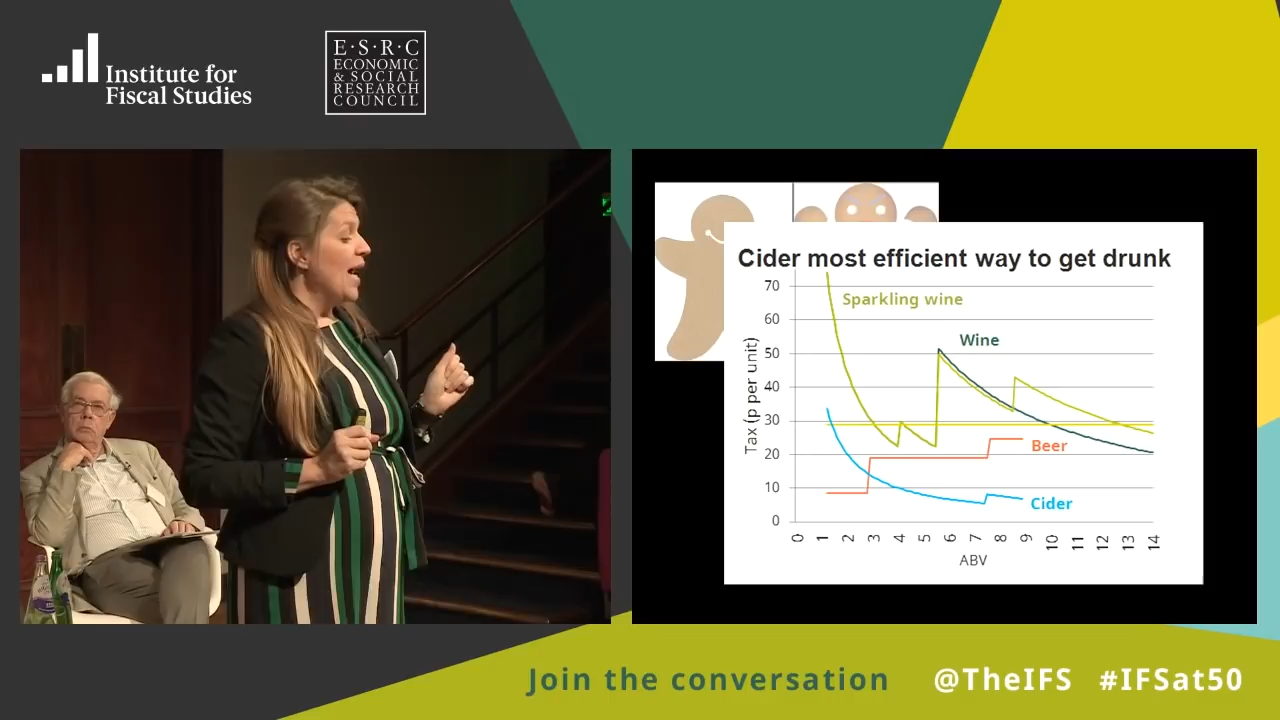 Institute for
Fiscal Studies
E·S·R·C
ECONOMIC
& SOCIAL
RESEARCH
COUNCIL
Cider most efficient way to get drunk
70
60
50
40
30
20
10
0
Tax (p per unit)
Sparkling wine
Wine
Beer
Cider
0 1 2 3 4 5 6 7 8 9 10 11 12 13 14
ABV
Join the conversation @TheIFS #IFSat50